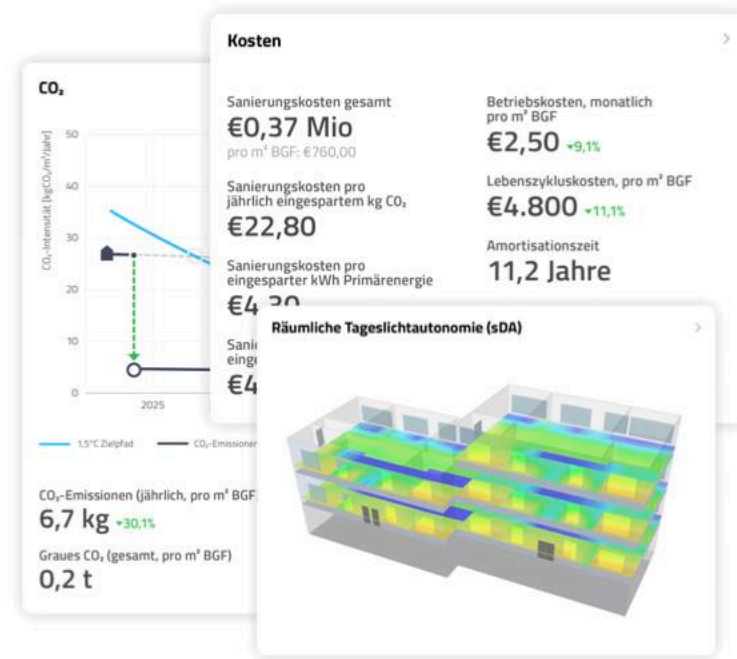 Kosten
Sanierungskosten gesamt
€0,37 Mio
pro m² BGF: €760,00
Sanierungskosten pro
jährlich eingespartem kg CO₂
€22,80
Sanierungskosten pro
eingesparter kWh Primärenergie
€4,30
Betriebskosten, monatlich
pro m² BGF
€2,50 ▾9,1%
Lebenszykluskosten, pro m² BGF
€4.800 ▾11,1%
Amortisationszeit
11,2 Jahre
CO₂
CO₂-Intensität [kgCO₂/m²/Jahr]
50
40
30
20
10
0
2025
1,5°C Zielpfad
CO₂-Emissionen
CO₂-Emissionen (jährlich, pro m² BGF)
6,7 kg ▾30,1%
Graues CO₂ (gesamt, pro m² BGF)
0,2 t
Räumliche Tageslichtautonomie (sDA)